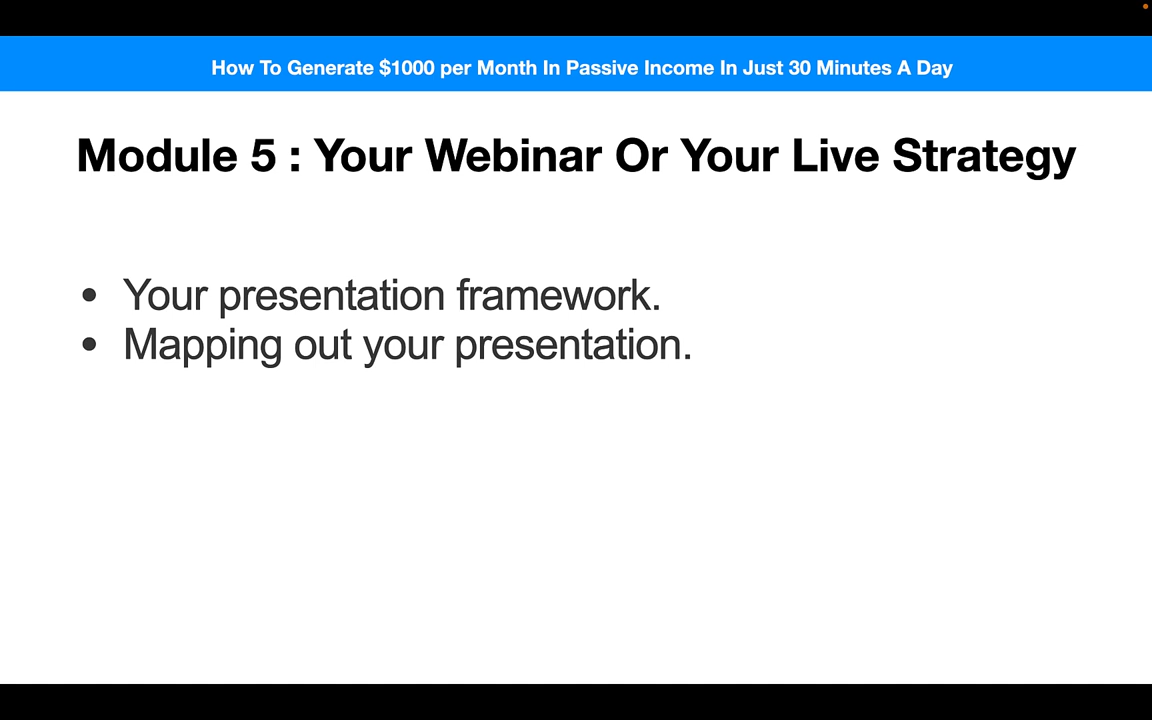 How To Generate $1000 per Month In Passive Income In Just 30 Minutes A Day
Module 5 : Your Webinar Or Your Live Strategy
• Your presentation framework.
• Mapping out your presentation.